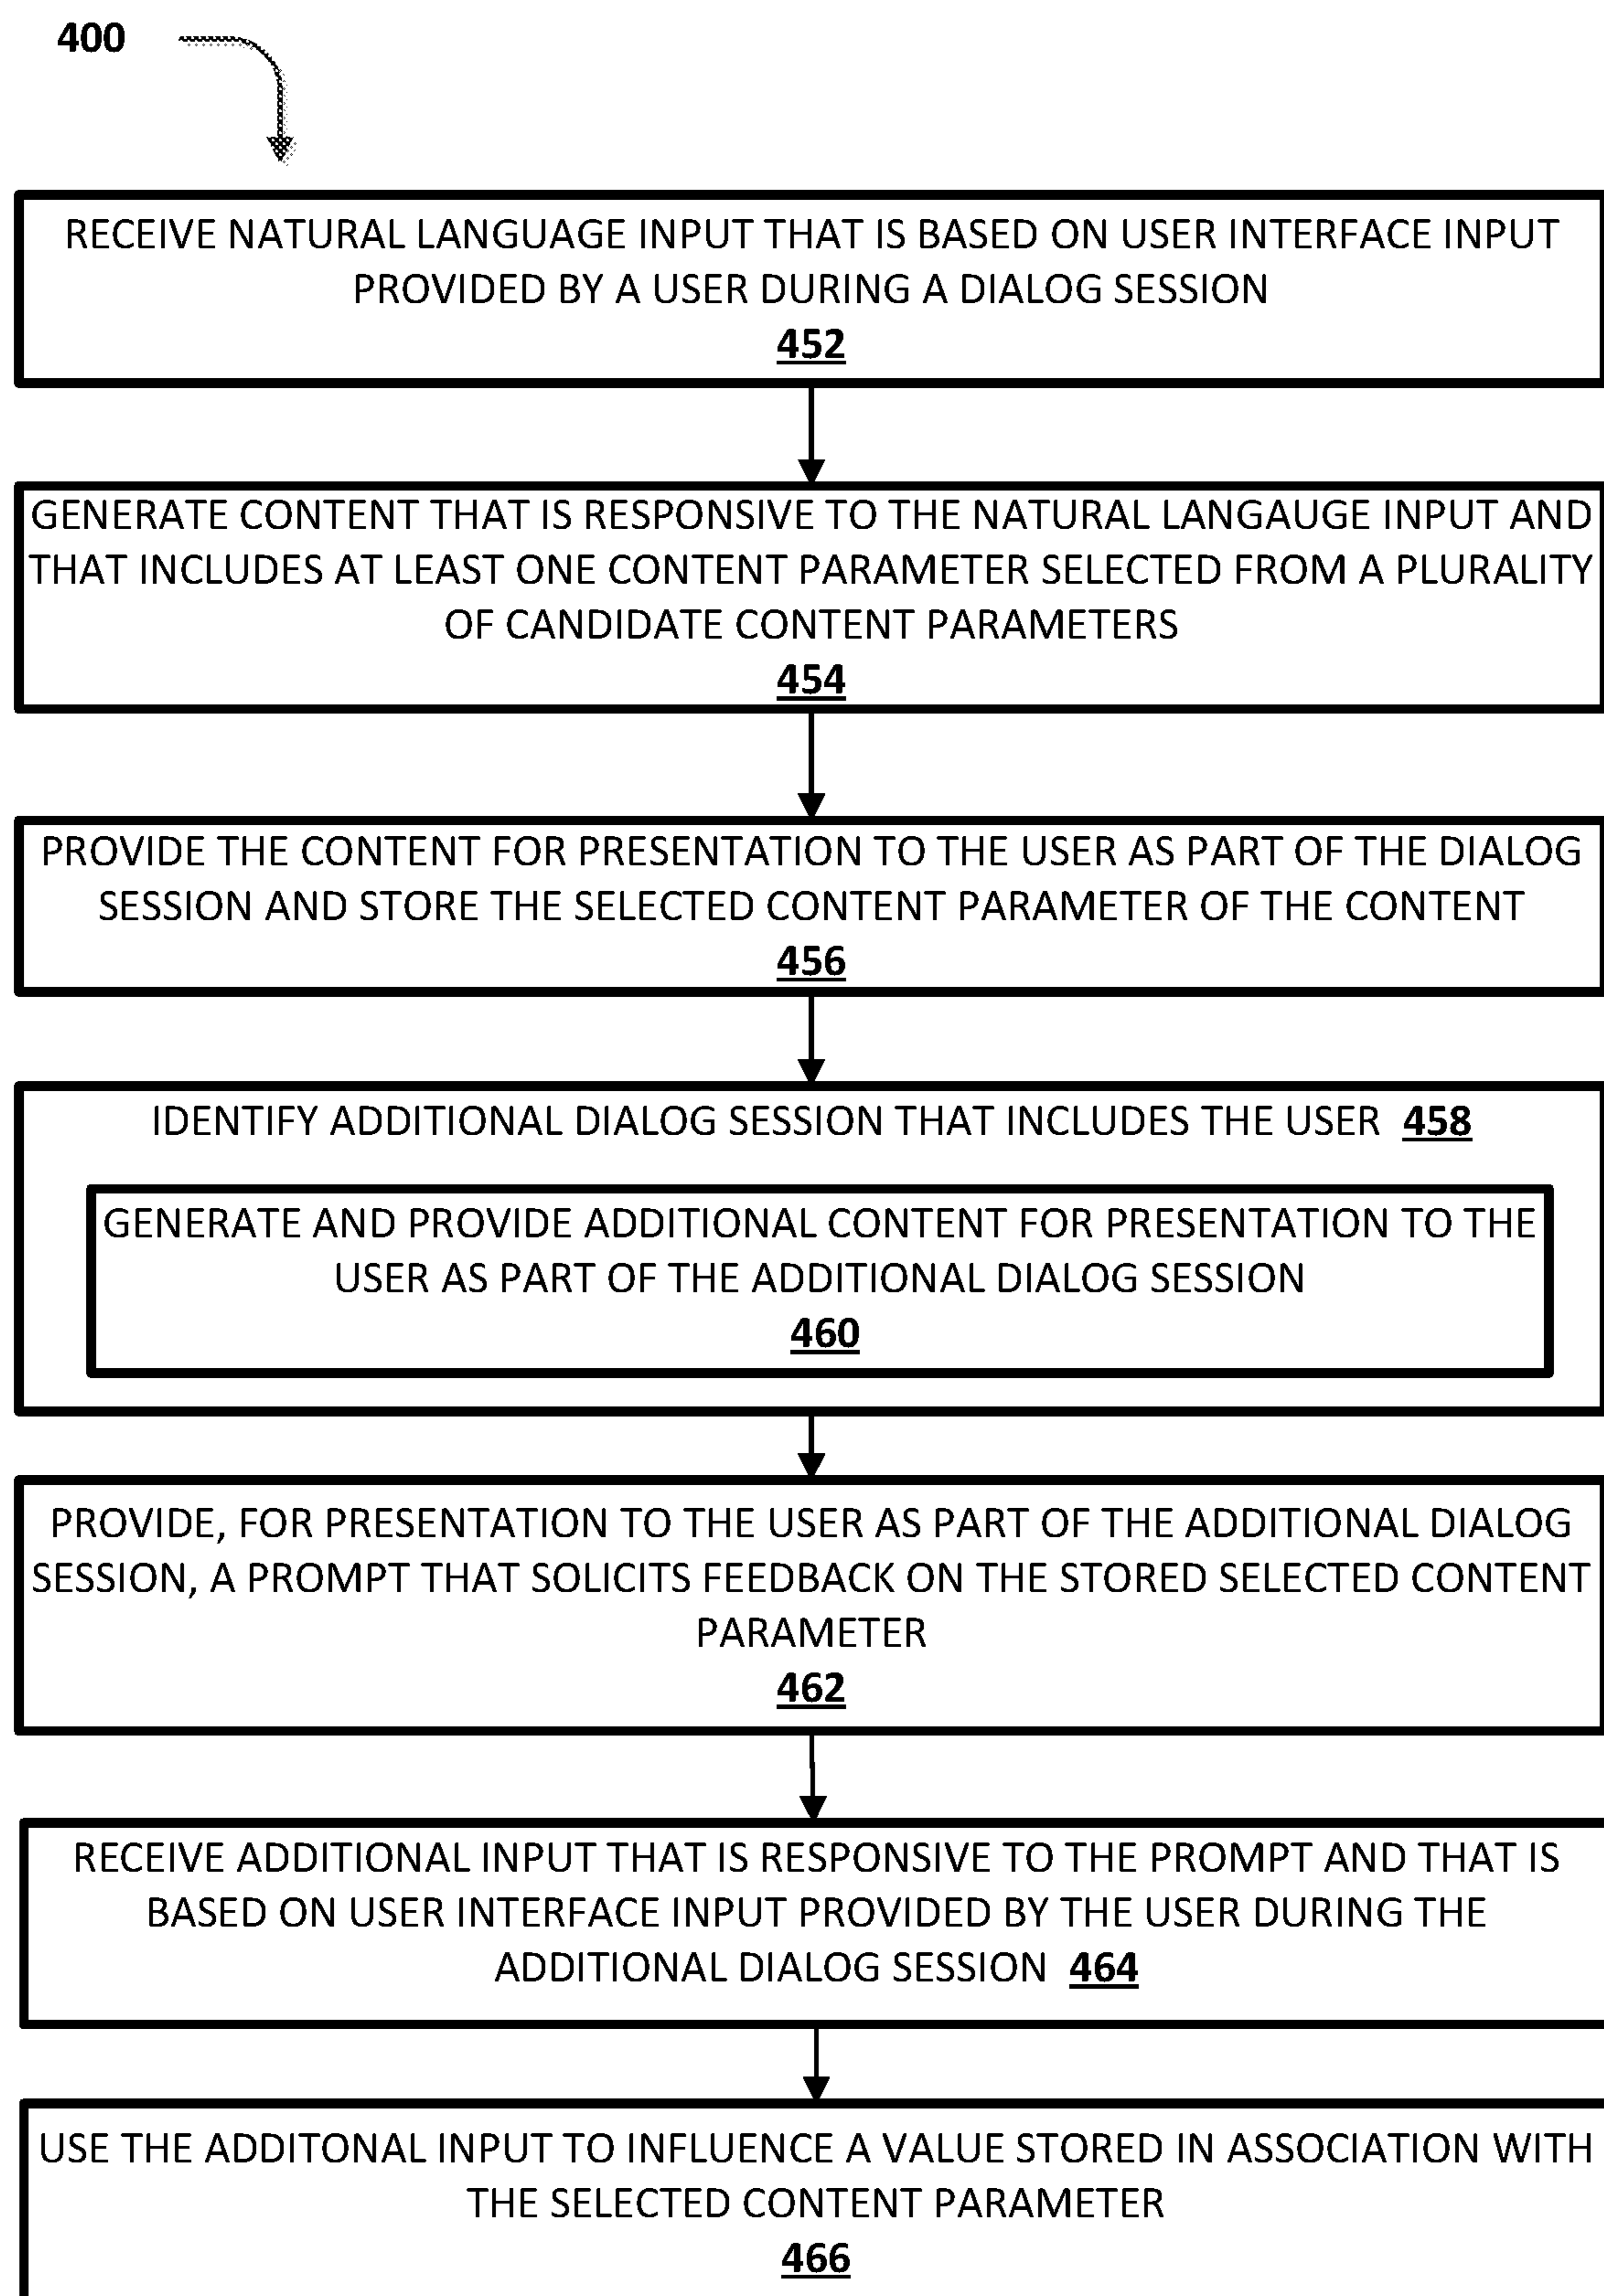 400
RECEIVE NATURAL LANGUAGE INPUT THAT IS BASED ON USER INTERFACE INPUT
PROVIDED BY A USER DURING A DIALOG SESSION
452
GENERATE CONTENT THAT IS RESPONSIVE TO THE NATURAL LANGAUGE INPUT AND
THAT INCLUDES AT LEAST ONE CONTENT PARAMETER SELECTED FROM A PLURALITY
OF CANDIDATE CONTENT PARAMETERS
454
PROVIDE THE CONTENT FOR PRESENTATION TO THE USER AS PART OF THE DIALOG
SESSION AND STORE THE SELECTED CONTENT PARAMETER OF THE CONTENT
456
IDENTIFY ADDITIONAL DIALOG SESSION THAT INCLUDES THE USER 458
GENERATE AND PROVIDE ADDITIONAL CONTENT FOR PRESENTATION TO THE
USER AS PART OF THE ADDITIONAL DIALOG SESSION
460
PROVIDE, FOR PRESENTATION TO THE USER AS PART OF THE ADDITIONAL DIALOG
SESSION, A PROMPT THAT SOLICITS FEEDBACK ON THE STORED SELECTED CONTENT
PARAMETER
462
RECEIVE ADDITIONAL INPUT THAT IS RESPONSIVE TO THE PROMPT AND THAT IS
BASED ON USER INTERFACE INPUT PROVIDED BY THE USER DURING THE
ADDITIONAL DIALOG SESSION 464
USE THE ADDITONAL INPUT TO INFLUENCE A VALUE STORED IN ASSOCIATION WITH
THE SELECTED CONTENT PARAMETER
466